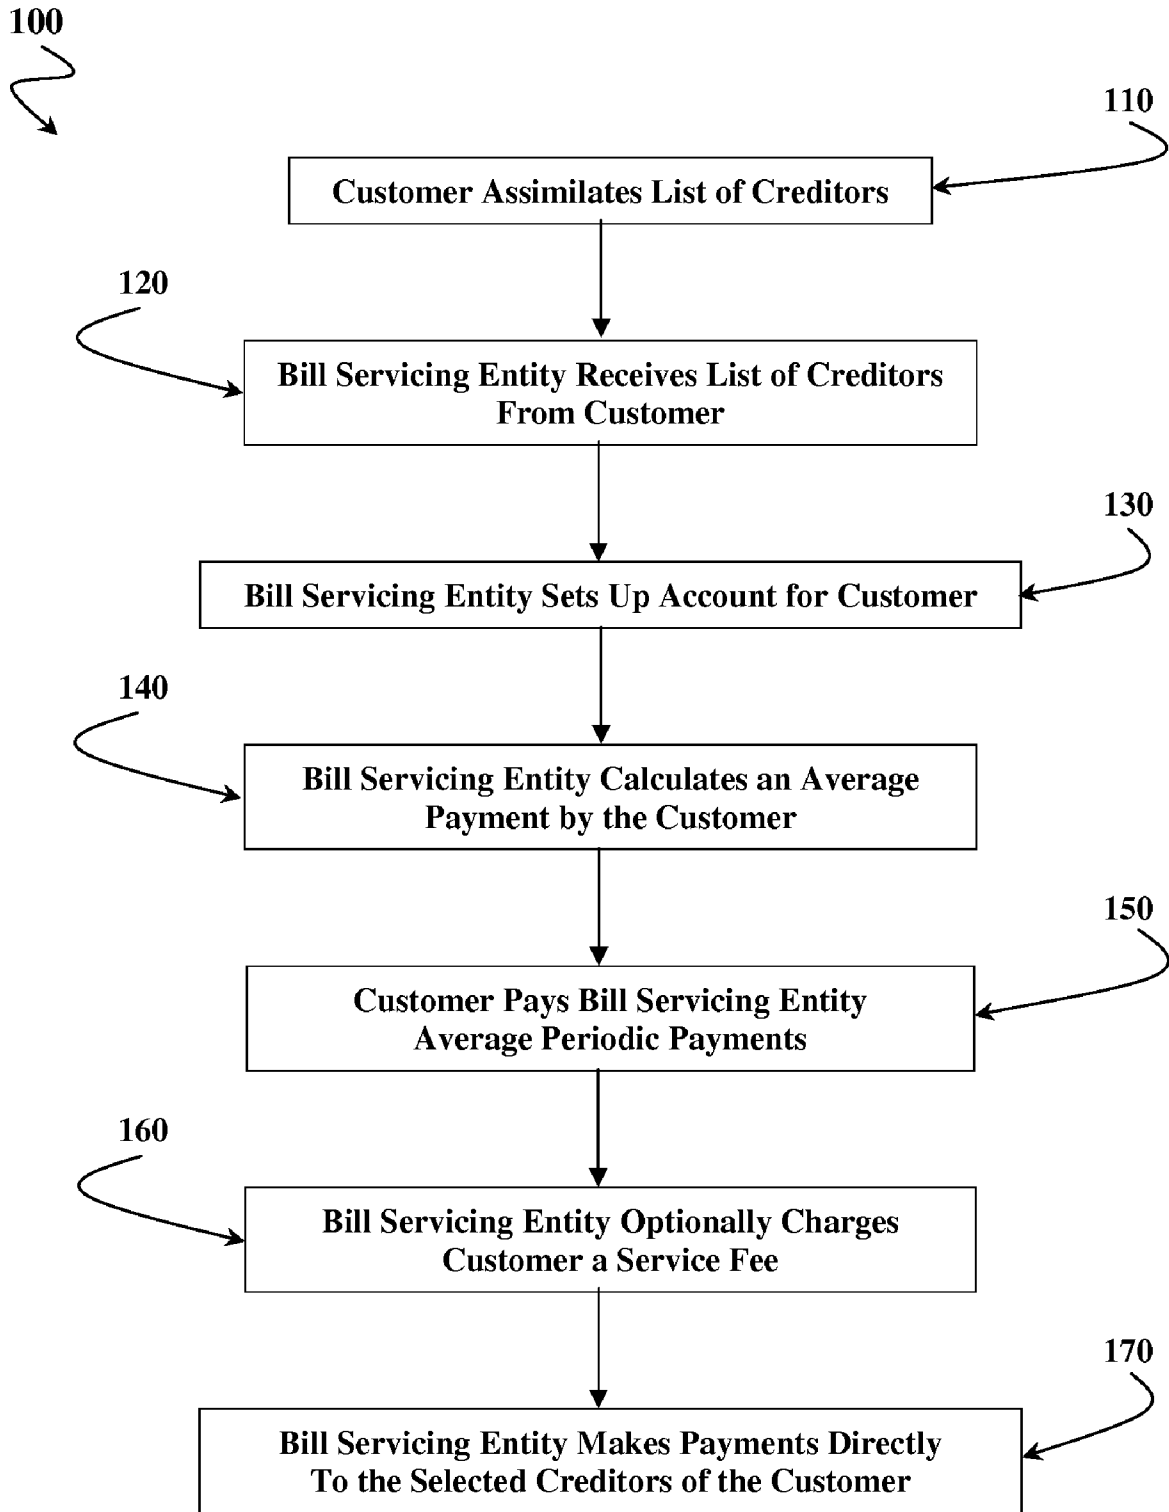 100
110
Customer Assimilates List of Creditors
120
Bill Servicing Entity Receives List of Creditors
From Customer
130
Bill Servicing Entity Sets Up Account for Customer
140
Bill Servicing Entity Calculates an Average
Payment by the Customer
150
Customer Pays Bill Servicing Entity
Average Periodic Payments
160
Bill Servicing Entity Optionally Charges
Customer a Service Fee
170
Bill Servicing Entity Makes Payments Directly
To the Selected Creditors of the Customer